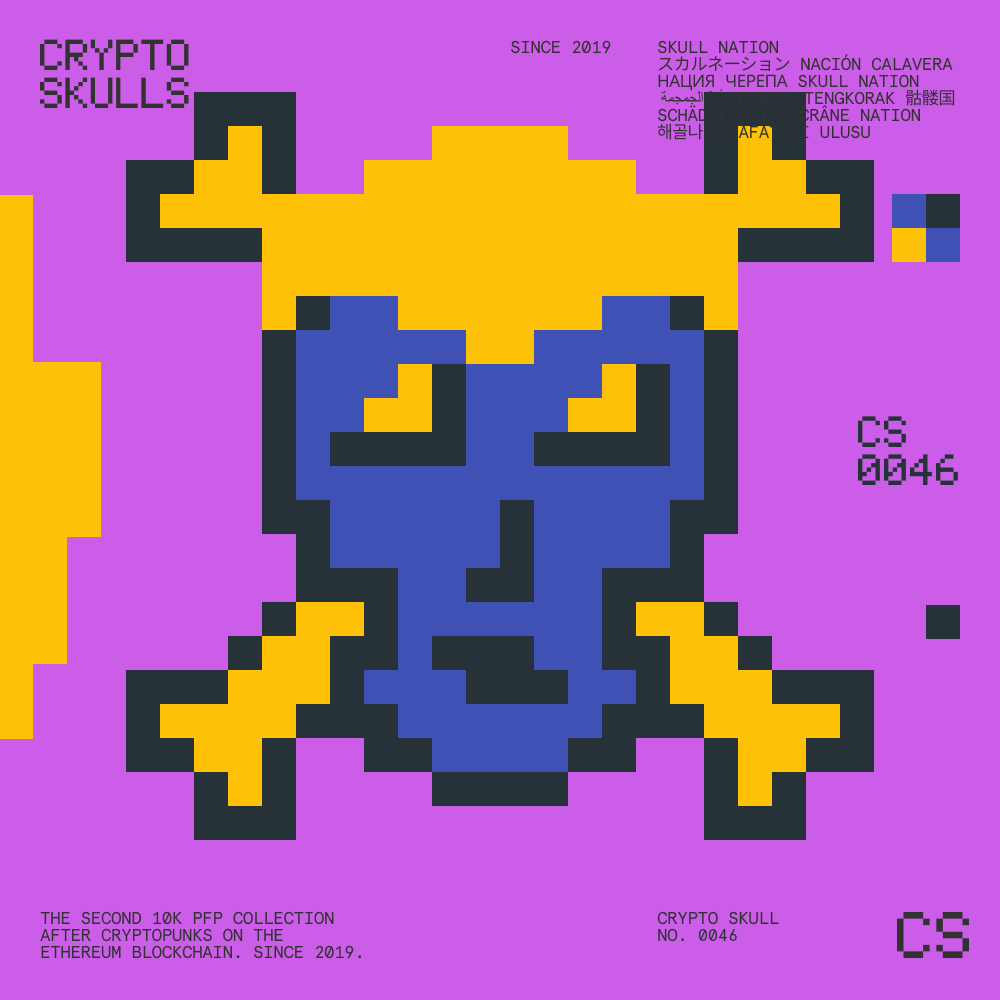 CRYPTO
SKULLS
SINCE 2019
SKULL NATION
スカルネーション NACIÓN CALAVERA
НАЦИЯ ЧЕРЕПА SKULL NATION
الجمجمة TENGKORAK 骷髅国
CRÂNE NATION
해골나 ULUSU
CS
0046
THE SECOND 10K PFP COLLECTION
AFTER CRYPTOPUNKS ON THE
ETHEREUM BLOCKCHAIN. SINCE 2019.
CRYPTO SKULL
NO. 0046
CS